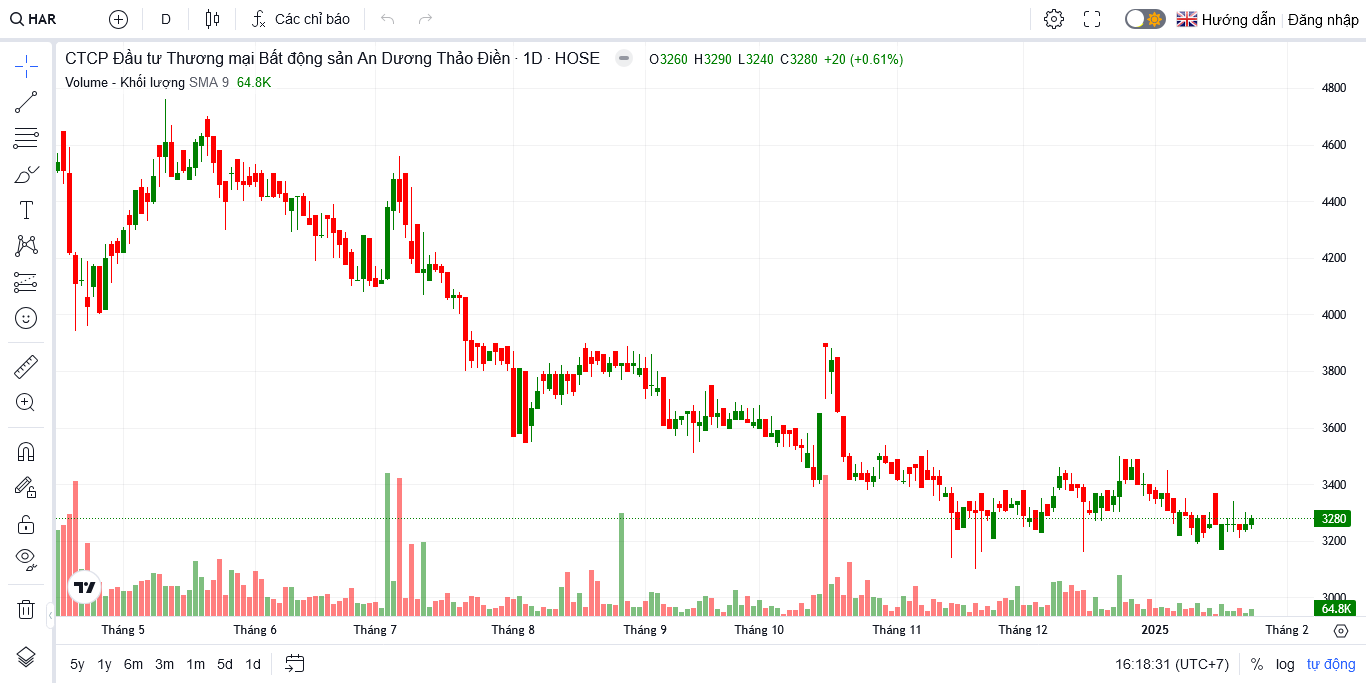 HAR D Các chỉ báo Hướng dẫn Đăng nhập
CTCP Đầu tư Thương mại Bất động sản An Dương Thảo Điền · 1D · HOSE O3260 H3290 L3240 C3280 +20 (+0.61%)
Volume - Khối lượng SMA 9 64.8K
4800
4600
4400
4200
4000
3800
3600
3400
3280
3200
3000
64.8K
Tháng 5 Tháng 6 Tháng 7 Tháng 8 Tháng 9 Tháng 10 Tháng 11 Tháng 12 2025 Tháng 2
5y 1y 6m 3m 1m 5d 1d 16:18:31 (UTC+7) % log tự động